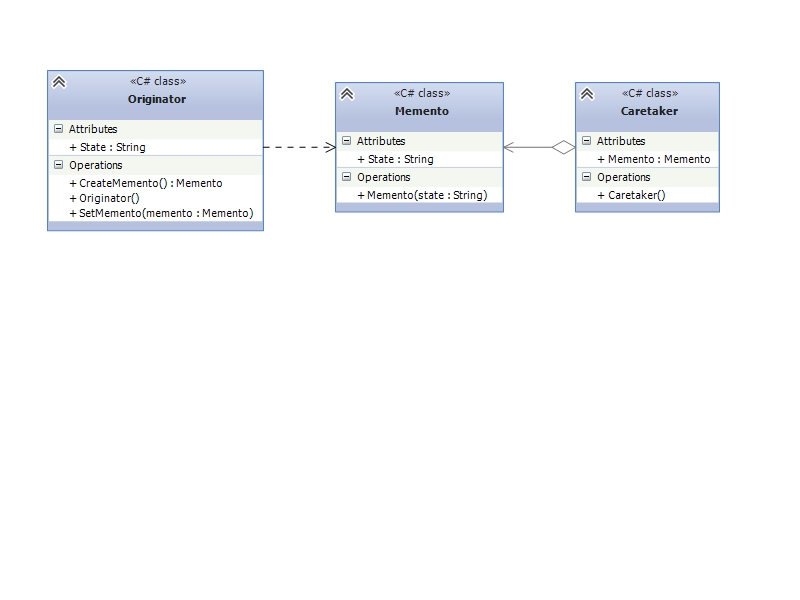 «C# class»
Originator
Attributes
+ State : String
Operations
+ CreateMemento() : Memento
+ Originator()
+ SetMemento(memento : Memento)
«C# class»
Memento
Attributes
+ State : String
Operations
+ Memento(state : String)
«C# class»
Caretaker
Attributes
+ Memento : Memento
Operations
+ Caretaker()